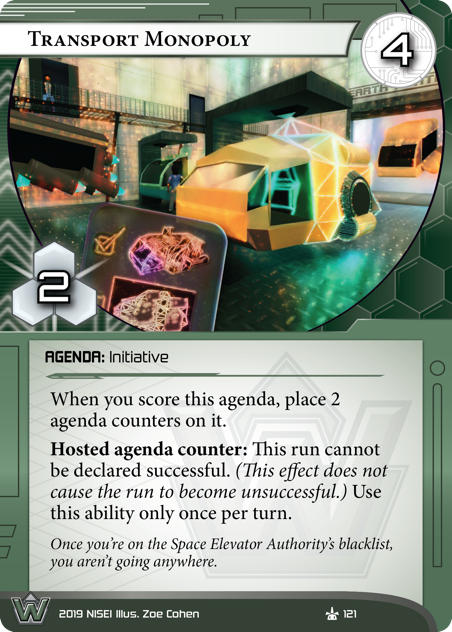 Transport Monopoly
4
2
AGENDA: Initiative
When you score this agenda, place 2
agenda counters on it.
Hosted agenda counter: This run cannot
be declared successful. (This effect does not
cause the run to become unsuccessful.) Use
this ability only once per turn.
Once you're on the Space Elevator Authority's blacklist,
you aren't going anywhere.
2019 NISEI Illus. Zoe Cohen
121